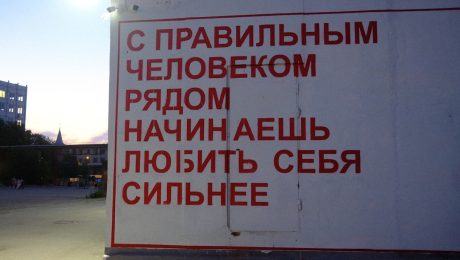 С ПРАВИЛЬНЫМ
ЧЕЛОВЕКОМ
РЯДОМ
НАЧИНАЕШЬ
ЛЮБИТЬ СЕБЯ
СИЛЬНЕЕ